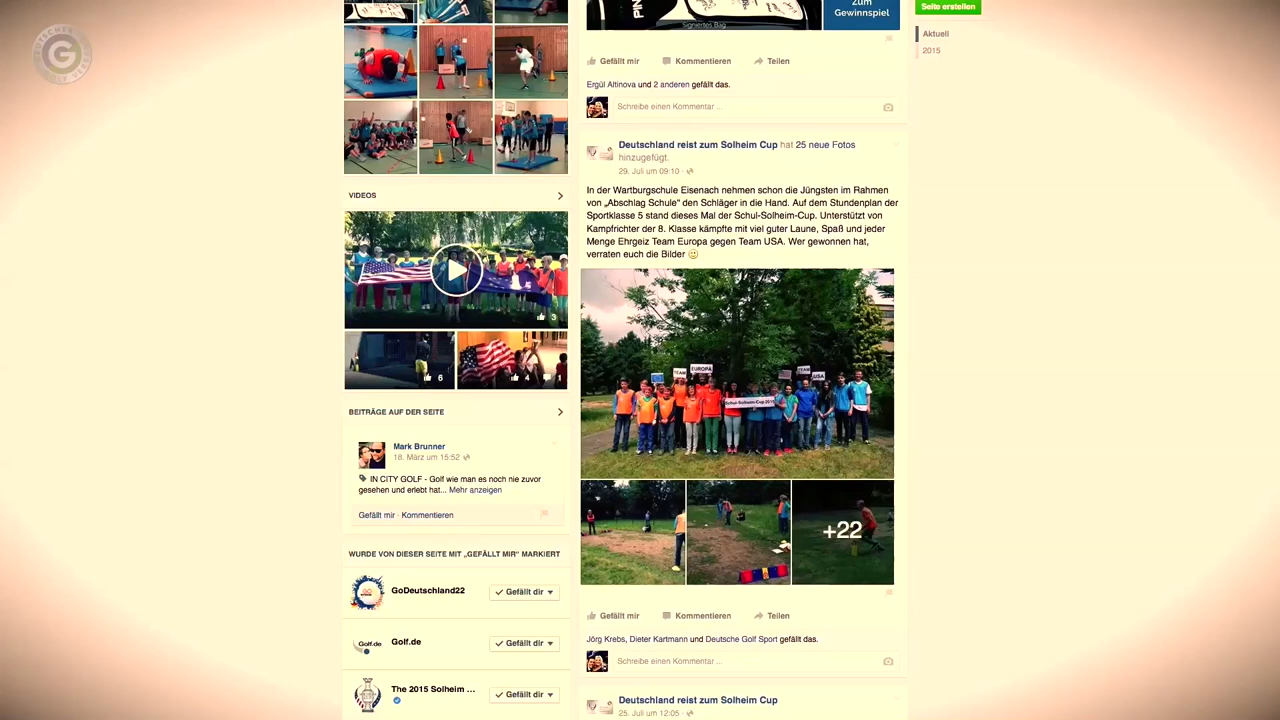 DEUTSCHER
G
VIDEOS
3
6
4
1
BEITRÄGE AUF DER SEITE
Mark Brunner
18. März um 15:52
IN CITY GOLF - Golf wie man es noch nie zuvor
gesehen und erlebt hat... Mehr anzeigen
Gefällt mir · Kommentieren
WURDE VON DIESER SEITE MIT „GEFÄLLT MIR“ MARKIERT
GoDeutschland22
Gefällt dir
Golf.de
Golf.de
Gefällt dir
The 2015 Solheim ...
Gefällt dir
PIN
Signiertes Bag
Zum
Gewinnspiel
Gefällt mir Kommentieren Teilen
Ergül Altinova und 2 anderen gefällt das.
Schreibe einen Kommentar ...
Deutschland reist zum Solheim Cup hat 25 neue Fotos
hinzugefügt.
29. Juli um 09:10 ·
In der Wartburgschule Eisenach nehmen schon die Jüngsten im Rahmen
von „Abschlag Schule“ den Schläger in die Hand. Auf dem Stundenplan der
Sportklasse 5 stand dieses Mal der Schul-Solheim-Cup. Unterstützt von
Kampfrichter der 8. Klasse kämpfte mit viel guter Laune, Spaß und jeder
Menge Ehrgeiz Team Europa gegen Team USA. Wer gewonnen hat,
verraten euch die Bilder
TEAM EUROPA TEAM USA
Schul-Solheim-Cup 2015
+22
Gefällt mir Kommentieren Teilen
Jörg Krebs, Dieter Kartmann und Deutsche Golf Sport gefällt das.
Schreibe einen Kommentar ...
Deutschland reist zum Solheim Cup
25. Juli um 12:05 ·
Seite erstellen
Aktuell
2015